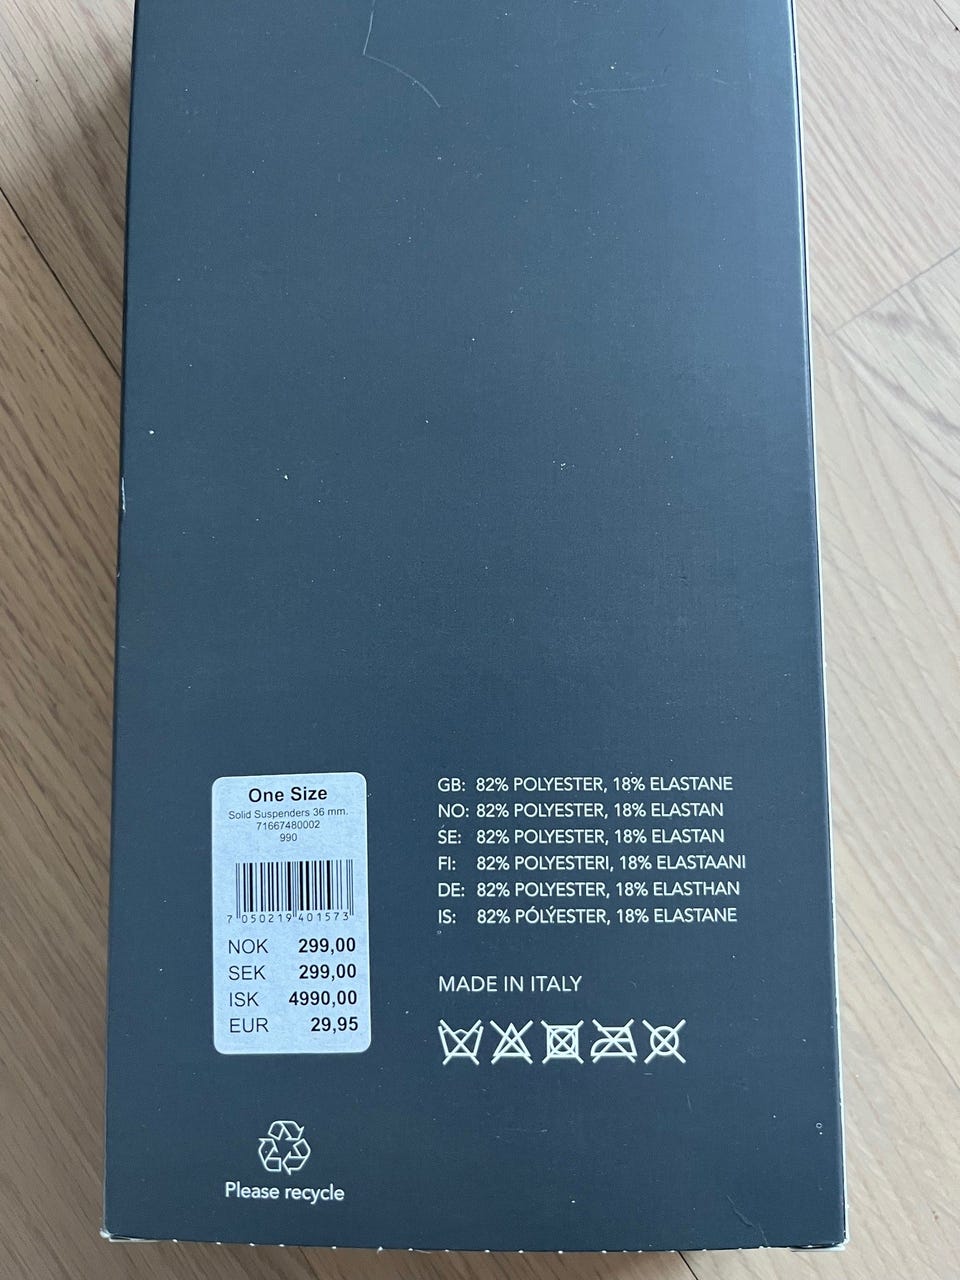 One Size
Solid Suspenders 36 mm.
71667480002
990
7 050219 401573
NOK 299,00
SEK 299,00
ISK 4990,00
EUR 29,95
GB: 82% POLYESTER, 18% ELASTANE
NO: 82% POLYESTER, 18% ELASTAN
SE: 82% POLYESTER, 18% ELASTAN
FI: 82% POLYESTERI, 18% ELASTAANI
DE: 82% POLYESTER, 18% ELASTHAN
IS: 82% PÓLÝESTER, 18% ELASTANE
MADE IN ITALY
Please recycle